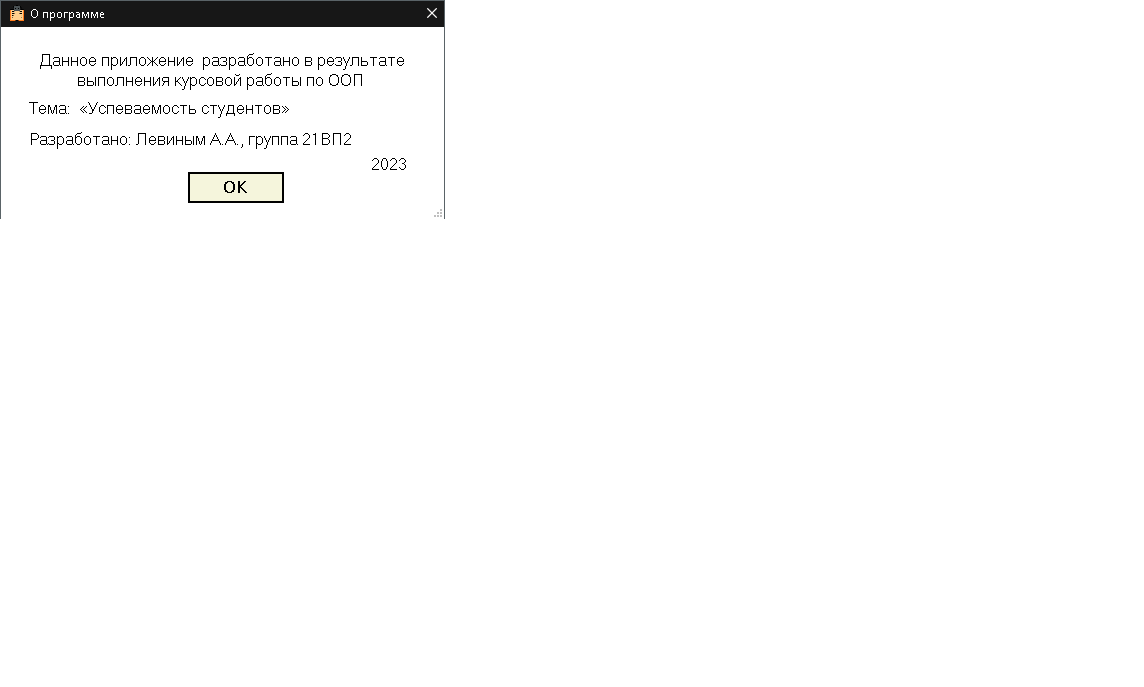 О программе
Данное приложение  разработано в результате
выполнения курсовой работы по ООП
Тема:  «Успеваемость студентов»
Разработано: Левиным А.А., группа 21ВП2
2023
OK